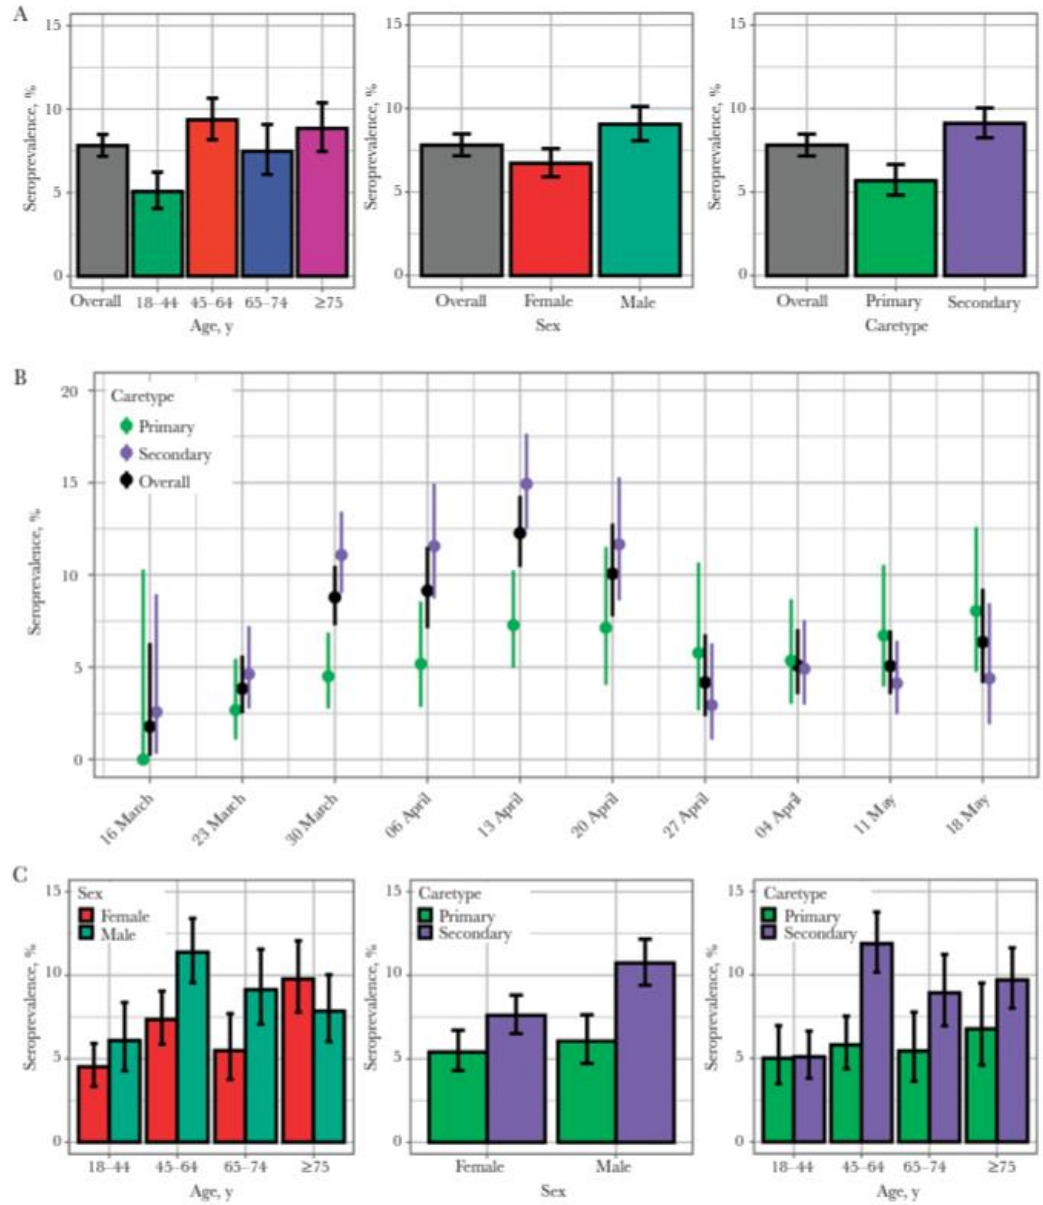 A
Seroprevalence, %
15
10
5
0
Overall 18–44 45–64 65–74 ≥75
Age, y
Seroprevalence, %
15
10
5
0
Overall Female Male
Sex
Seroprevalence, %
15
10
5
0
Overall Primary Secondary
Caretype
B
Seroprevalence, %
20
15
10
5
0
Caretype
Primary
Secondary
Overall
16 March 23 March 30 March 06 April 13 April 20 April 27 April 04 April 11 May 18 May
C
Seroprevalence, %
15
10
5
0
Sex
Female
Male
18–44 45–64 65–74 ≥75
Age, y
Seroprevalence, %
15
10
5
0
Caretype
Primary
Secondary
Female Male
Sex
Seroprevalence, %
15
10
5
0
Caretype
Primary
Secondary
18–44 45–64 65–74 ≥75
Age, y